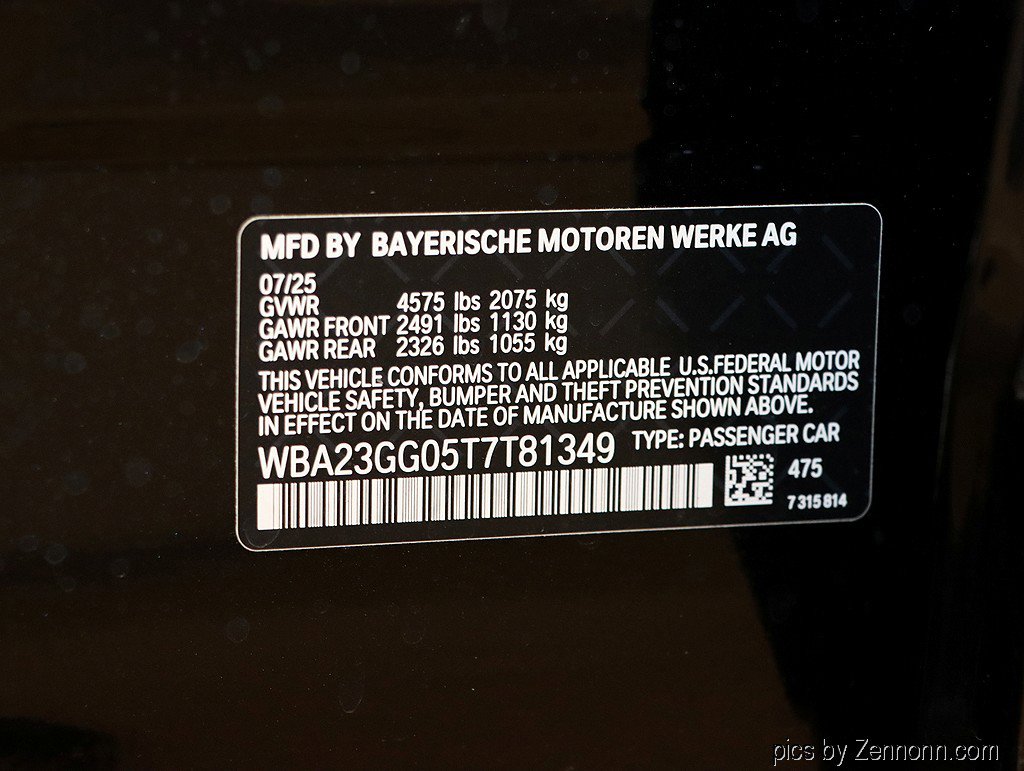 MFD BY BAYERISCHE MOTOREN WERKE AG
07/25
GVWR 4575 lbs 2075 kg
GAWR FRONT 2491 lbs 1130 kg
GAWR REAR 2326 lbs 1055 kg
THIS VEHICLE CONFORMS TO ALL APPLICABLE U.S.FEDERAL MOTOR
VEHICLE SAFETY, BUMPER AND THEFT PREVENTION STANDARDS
IN EFFECT ON THE DATE OF MANUFACTURE SHOWN ABOVE.
WBA23GG05T7T81349 TYPE: PASSENGER CAR
475
7315814
pics by Zennonn.com